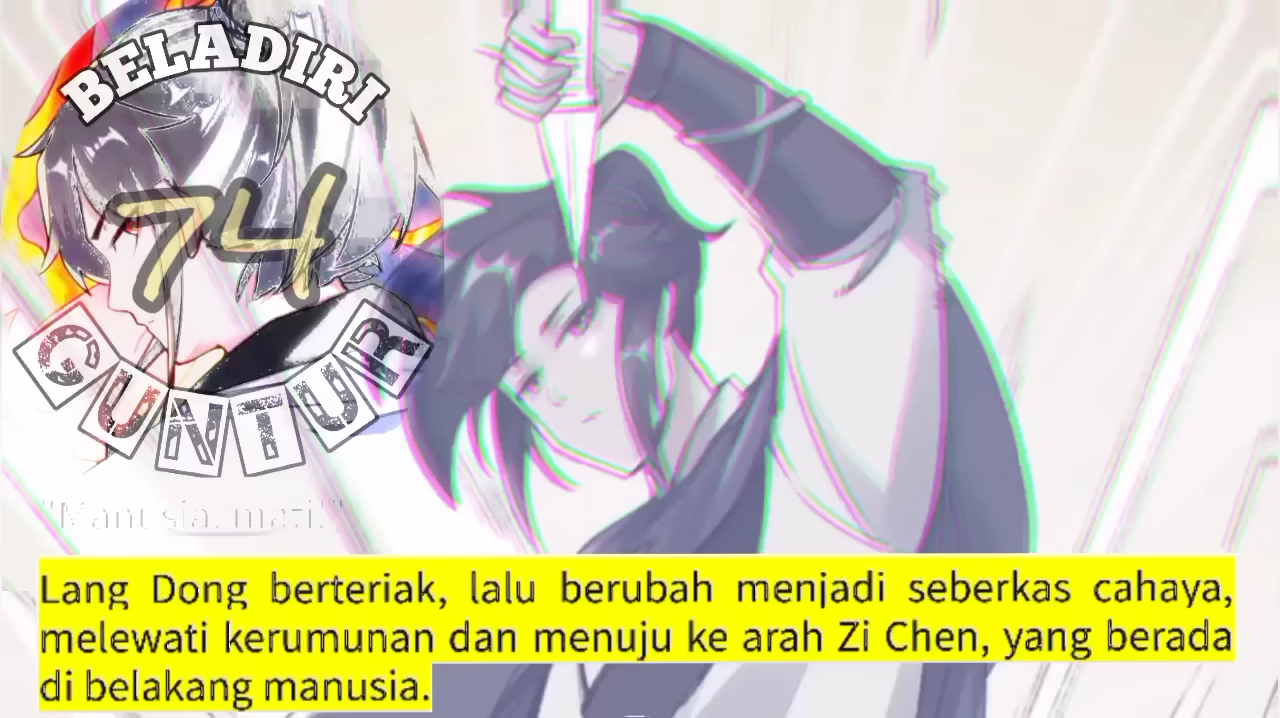 BELADIRI
74
GUNTUR
"Manusia, mati!"
Lang Dong berteriak, lalu berubah menjadi seberkas cahaya,
melewati kerumunan dan menuju ke arah Zi Chen, yang berada
di belakang manusia.